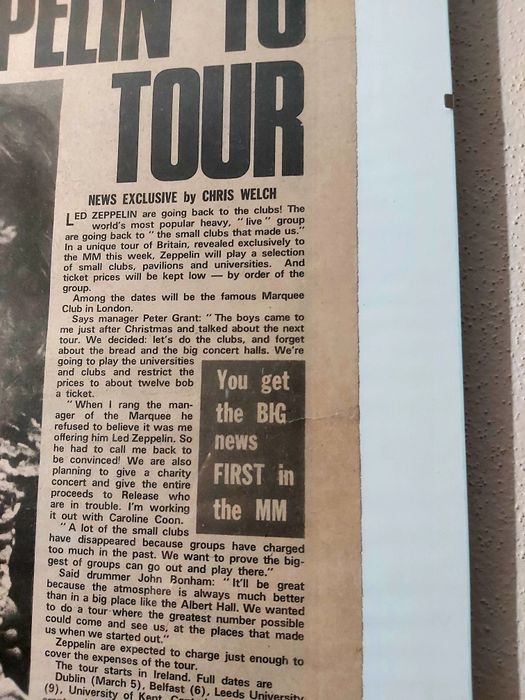 PELIN TO
TOUR
NEWS EXCLUSIVE by CHRIS WELCH
LED ZEPPELIN are going back to the clubs! The
world's most popular heavy, "live" group
are going back to "the small clubs that made us."
In a unique tour of Britain, revealed exclusively to
the MM this week, Zeppelin will play a selection
of small clubs, pavilions and universities. And
ticket prices will be kept low — by order of the
group.
Among the dates will be the famous Marquee
Club in London.
Says manager Peter Grant: "The boys came to
me just after Christmas and talked about the next
tour. We decided: let's do the clubs, and forget
about the bread and the big concert halls. We're
going to play the universities
and clubs and restrict the
prices to about twelve bob
a ticket.
"When I rang the man-
ager of the Marquee he
refused to believe it was me
offering him Led Zeppelin. So
he had to call me back to
be convinced! We are also
planning to give a charity
concert and give the entire
proceeds to Release who
are in trouble. I'm working
it out with Caroline Coon.
"A lot of the small clubs
have disappeared because groups have charged
too much in the past. We want to prove the big-
gest of groups can go out and play there."
Said drummer John Bonham: "It'll be great
because the atmosphere is always much better
than in a big place like the Albert Hall. We wanted
to do a tour where the greatest number possible
could come and see us, at the places that made
us when we started out."
Zeppelin are expected to charge just enough to
cover the expenses of the tour.
The tour starts in Ireland. Full dates are
Dublin (March 5), Belfast (6), Leeds University
(9), University of Kent
You get
the BIG
news
FIRST in
the MM